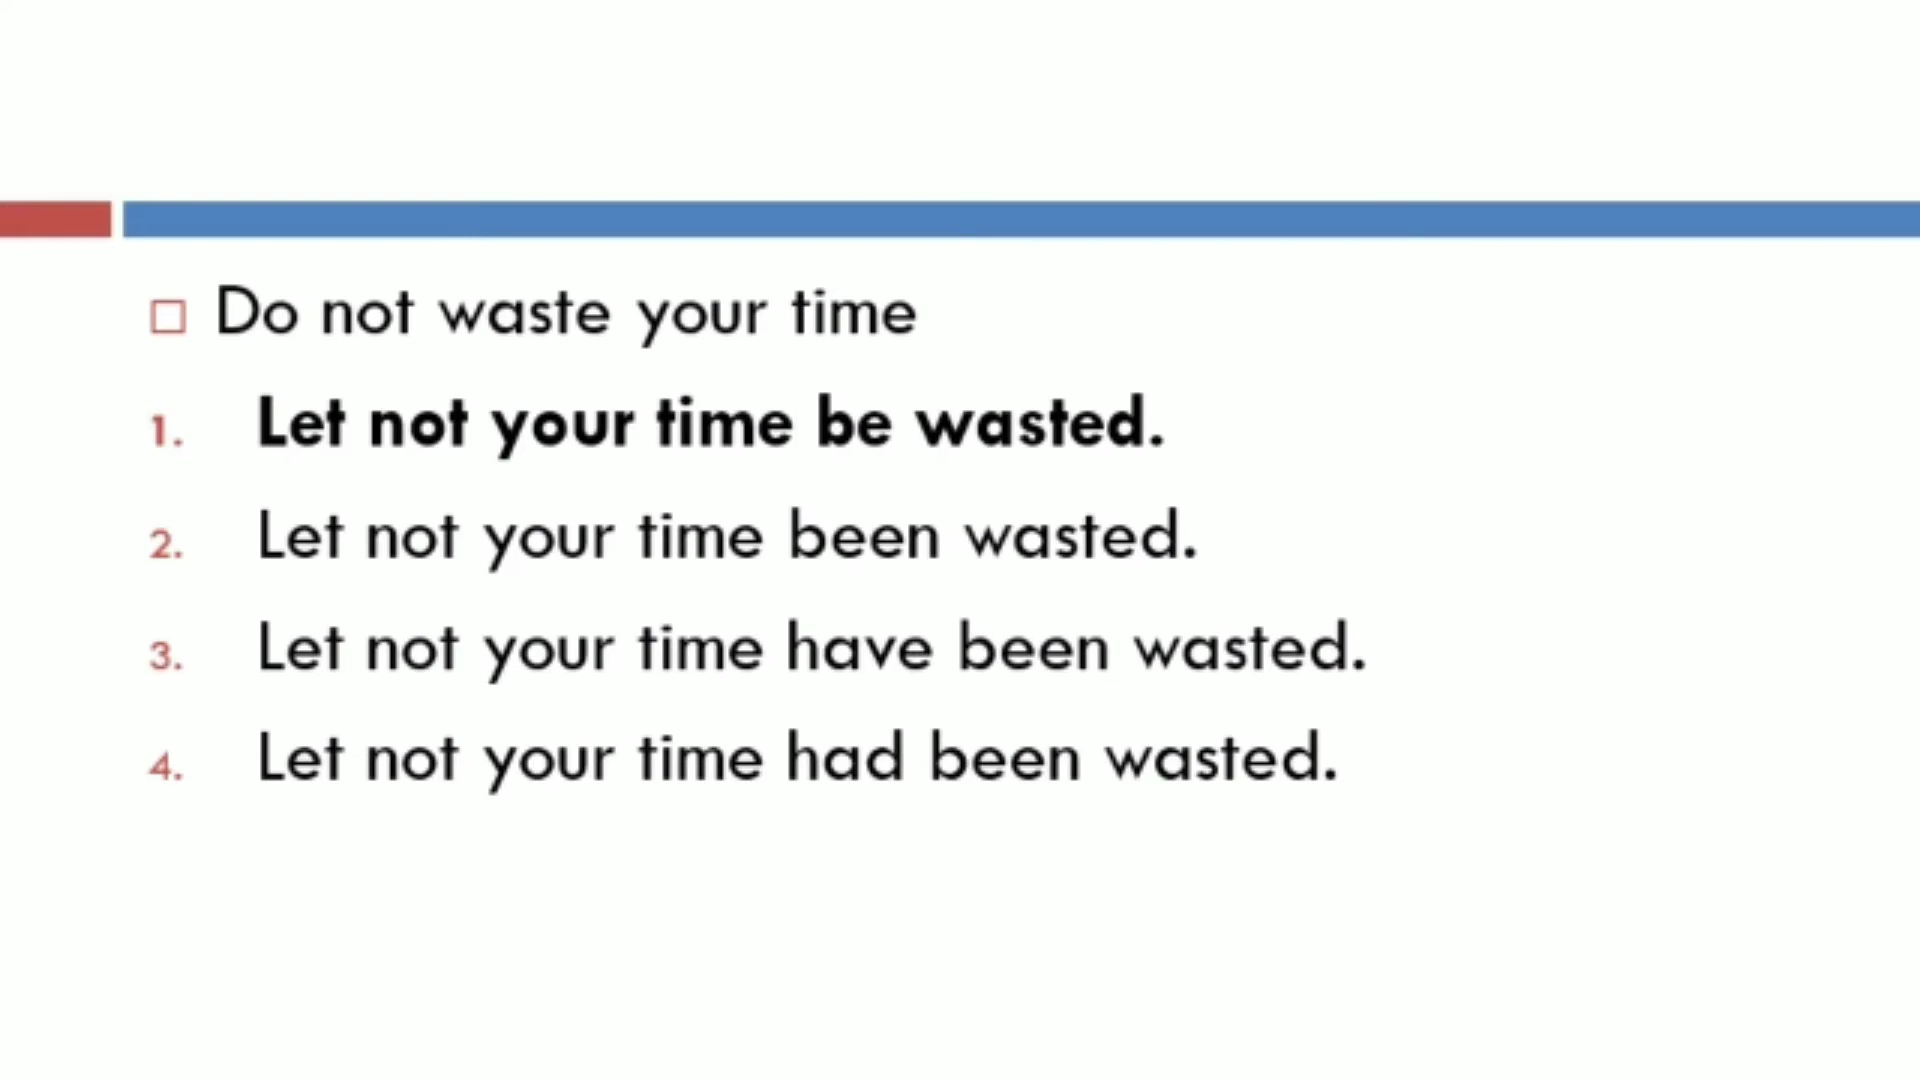 Do not waste your time
1. Let not your time be wasted.
2. Let not your time been wasted.
3. Let not your time have been wasted.
4. Let not your time had been wasted.